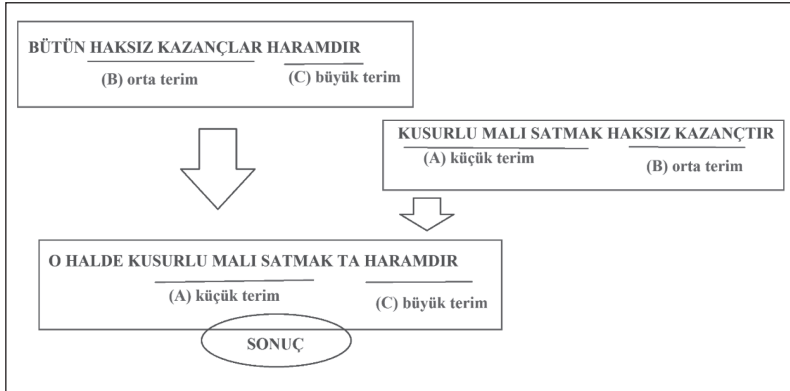 BÜTÜN HAKSIZ KAZANÇLAR HARAMDIR
(B) orta terim (C) büyük terim
KUSURLU MALI SATMAK HAKSIZ KAZANÇTIR
(A) küçük terim (B) orta terim
O HALDE KUSURLU MALI SATMAK TA HARAMDIR
(A) küçük terim (C) büyük terim
SONUÇ